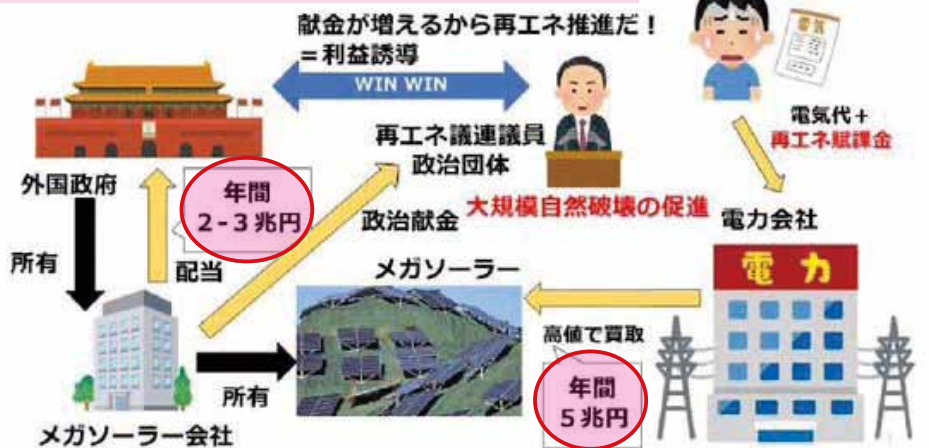 献金が増えるから再エネ推進だ！
＝利益誘導
WIN WIN
電気
再エネ議連議員
政治団体
電気代＋
再エネ賦課金
外国政府
年間
2-3兆円
政治献金
大規模自然破壊の促進
電力会社
所有
配当
メガソーラー
電力
高値で買取
所有
年間
5兆円
メガソーラー会社